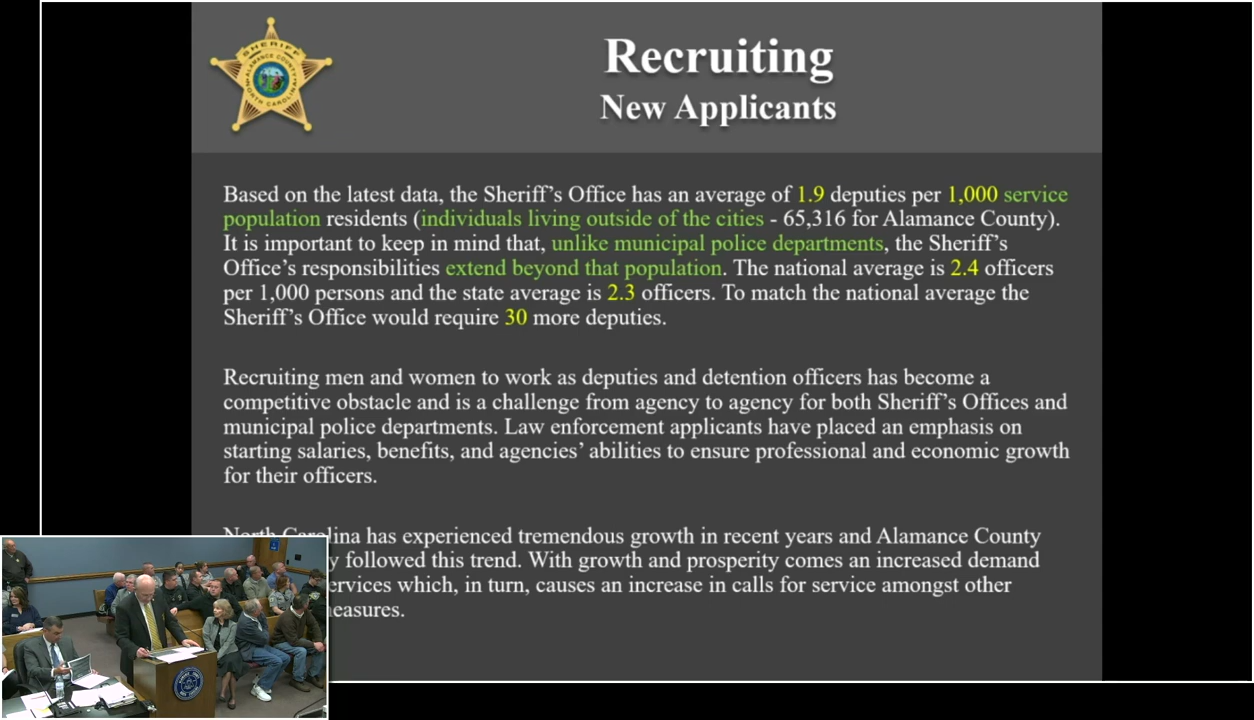 SHERIFF
ALAMANCE COUNTY
NORTH CAROLINA
Recruiting
New Applicants
Based on the latest data, the Sheriff's Office has an average of 1.9 deputies per 1,000 service
population residents (individuals living outside of the cities - 65,316 for Alamance County).
It is important to keep in mind that, unlike municipal police departments, the Sheriff's
Office's responsibilities extend beyond that population. The national average is 2.4 officers
per 1,000 persons and the state average is 2.3 officers. To match the national average the
Sheriff's Office would require 30 more deputies.
Recruiting men and women to work as deputies and detention officers has become a
competitive obstacle and is a challenge from agency to agency for both Sheriff's Offices and
municipal police departments. Law enforcement applicants have placed an emphasis on
starting salaries, benefits, and agencies' abilities to ensure professional and economic growth
for their officers.
North Carolina has experienced tremendous growth in recent years and Alamance County
followed this trend. With growth and prosperity comes an increased demand
which, in turn, causes an increase in calls for service amongst other